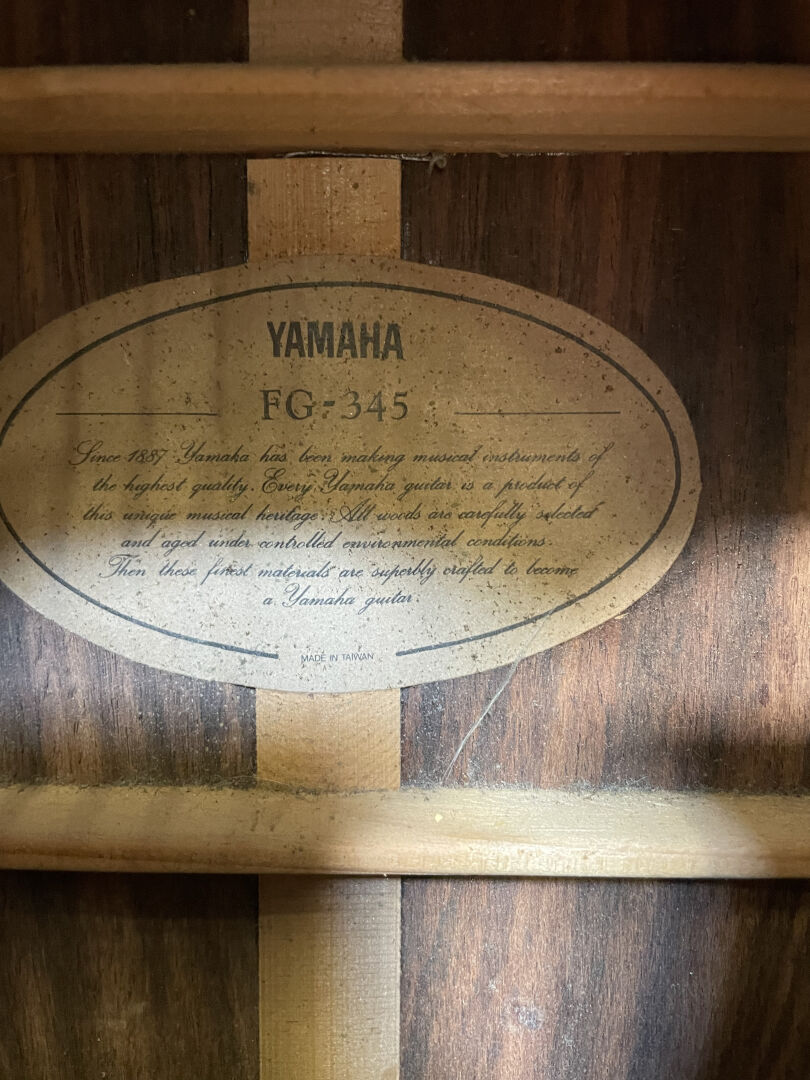 YAMAHA
FG-345
Since 1887 Yamaha has been making musical instruments of
the highest quality. Every Yamaha guitar is a product of
this unique musical heritage. All woods are carefully selected
and aged under controlled environmental conditions.
Then these finest materials are superbly crafted to become
a Yamaha guitar.
MADE IN TAIWAN